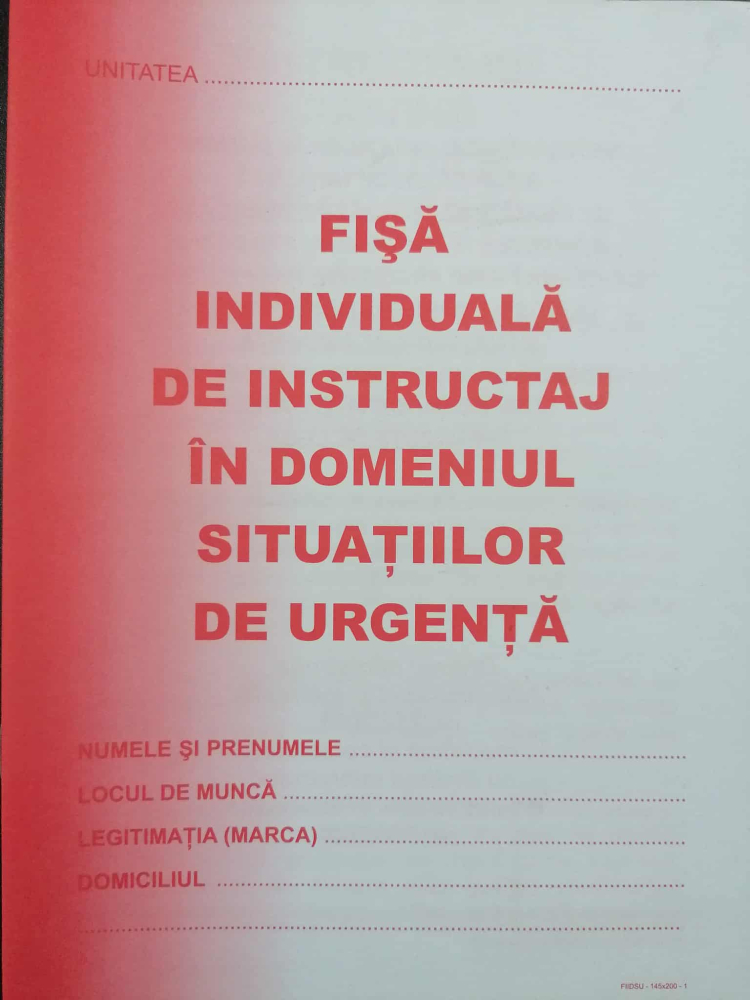 UNITATEA ................................................................................
FIŞĂ
INDIVIDUALĂ
DE INSTRUCTAJ
ÎN DOMENIUL
SITUAȚIILOR
DE URGENȚĂ
NUMELE ŞI PRENUMELE ........................................................
LOCUL DE MUNCĂ ...................................................................
LEGITIMAȚIA (MARCA) ............................................................
DOMICILIUL ..............................................................................
....................................................................................................
FIIDSU - 145x200 - 1